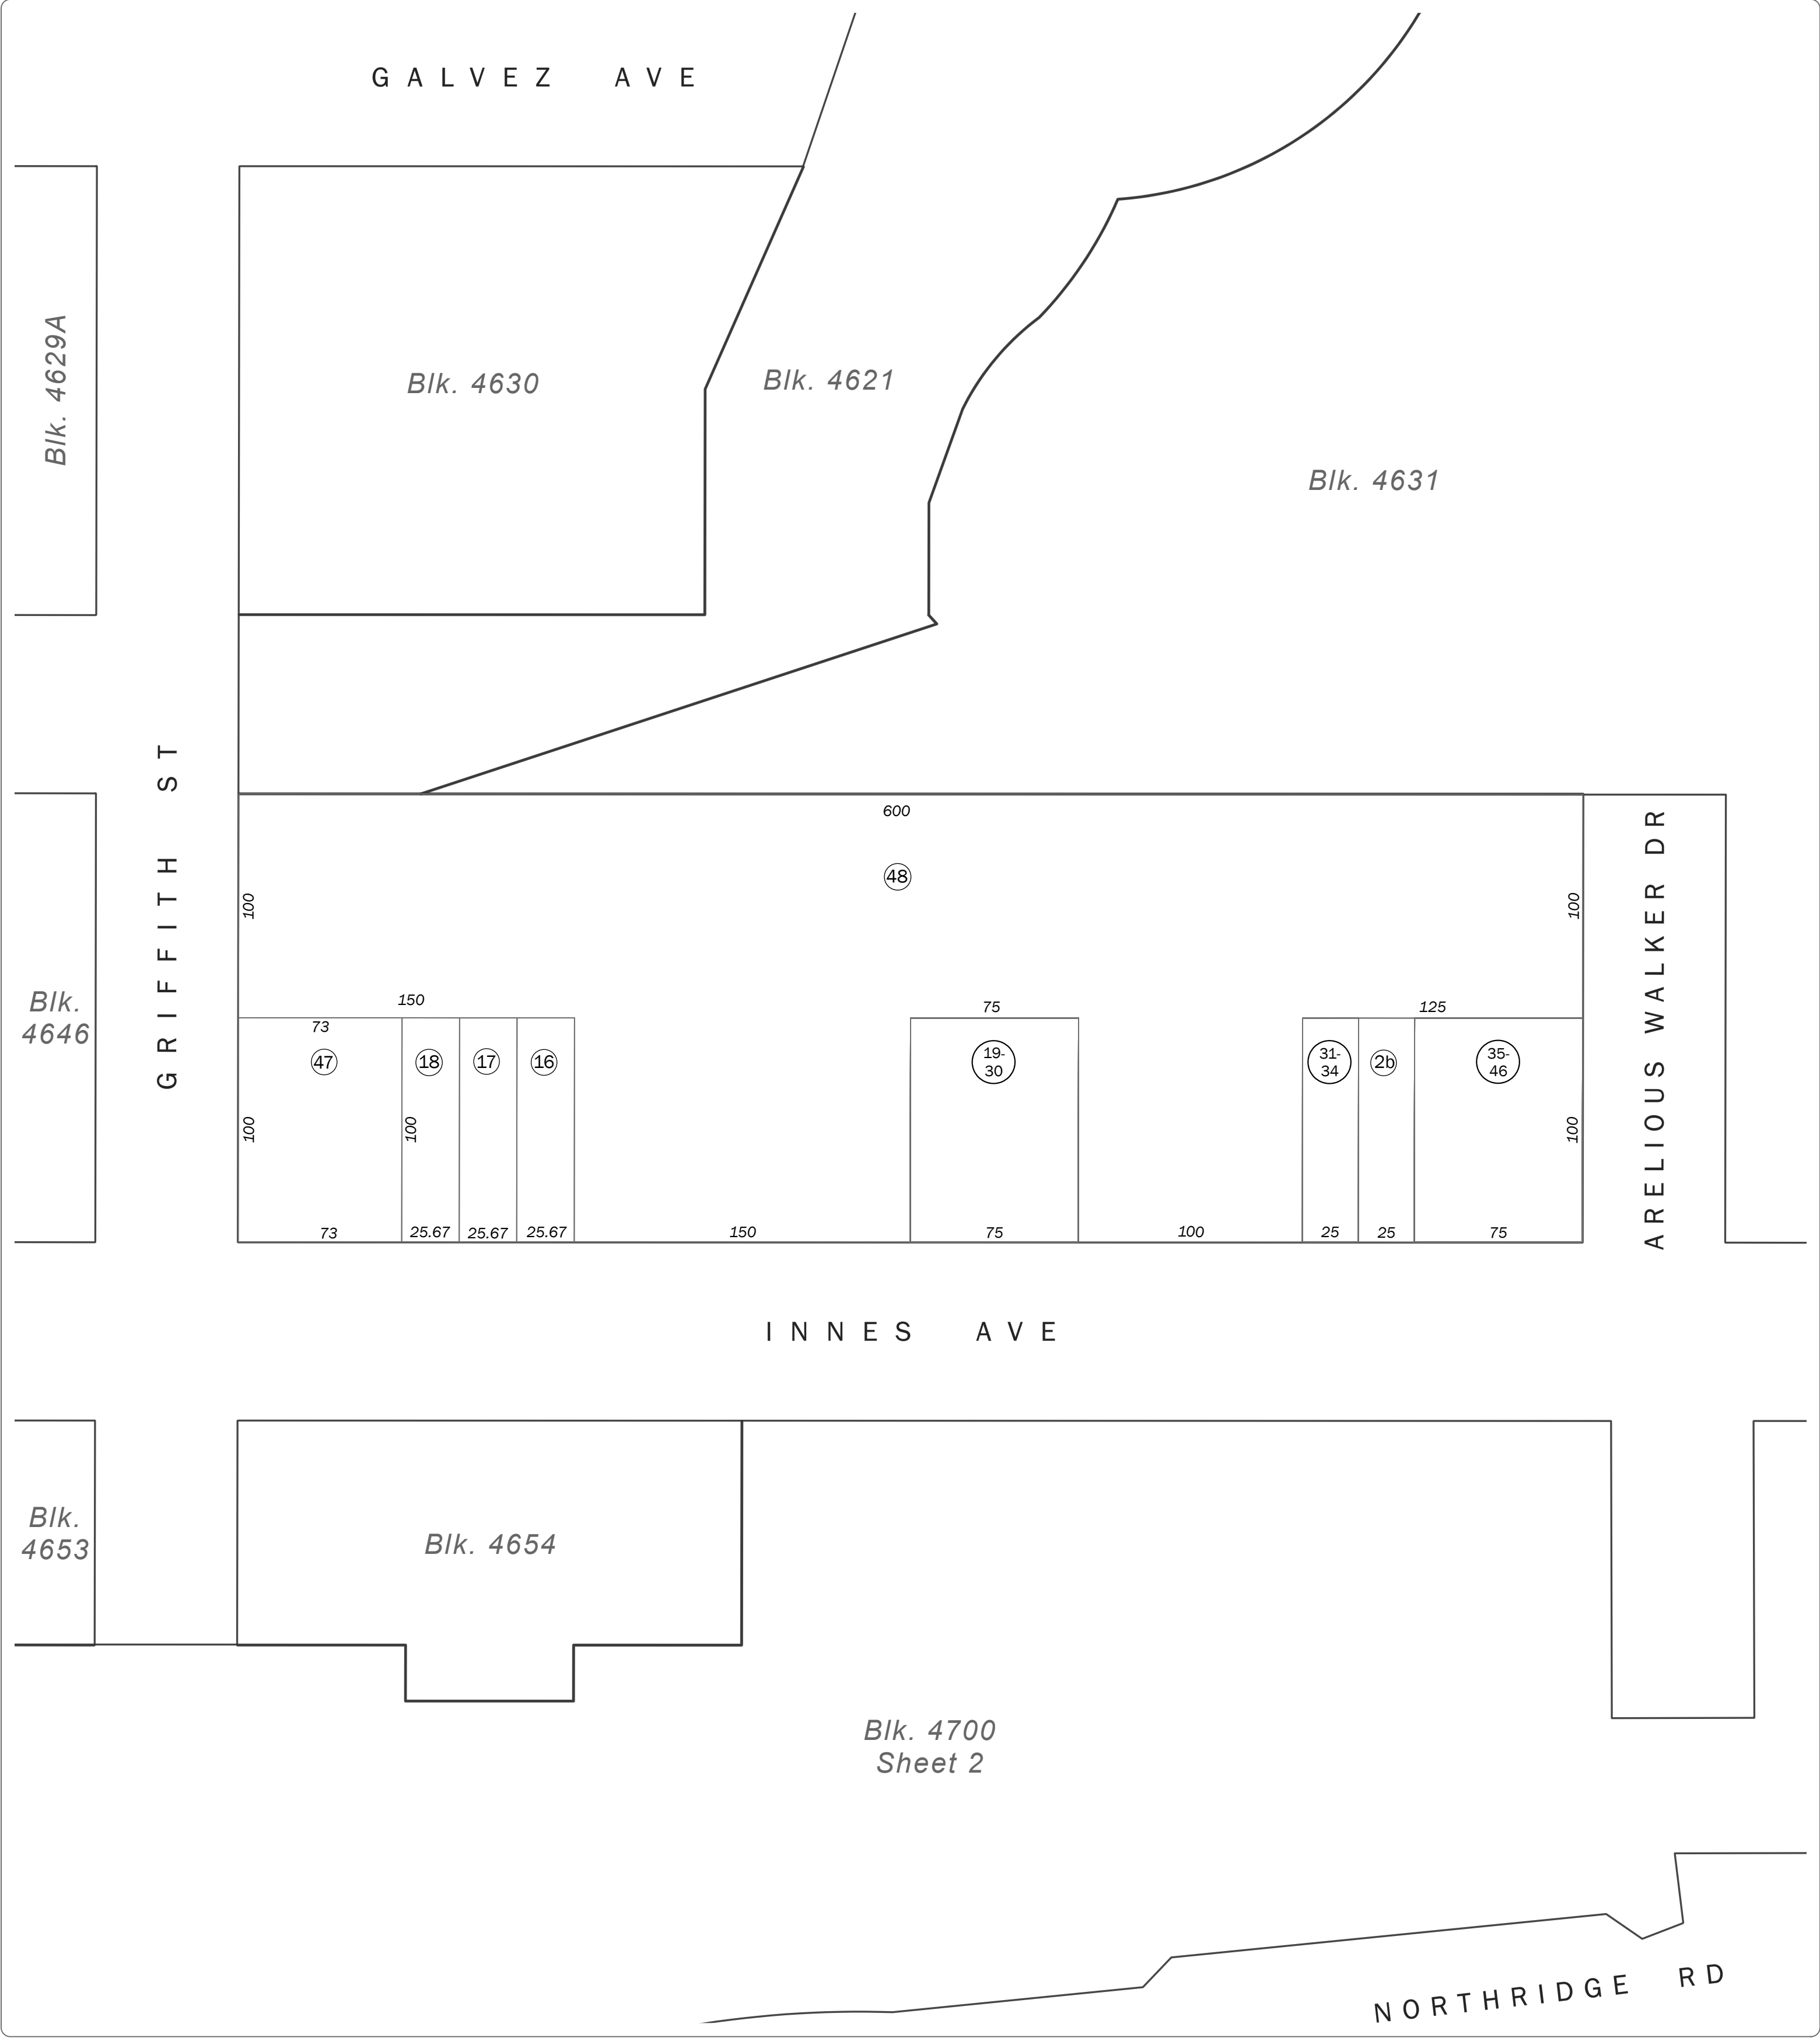 GALVEZ AVE
Blk. 4629A
Blk. 4630
Blk. 4621
Blk. 4631
GRIFFITH ST
600
48
100
100
ARELIOUS WALKER DR
Blk.
4646
150
75
125
73
47
18
17
16
19-
30
31-
34
2b
35-
46
100
100
100
73
25.67
25.67
25.67
150
75
100
25
25
75
INNES AVE
Blk.
4653
Blk. 4654
Blk. 4700
Sheet 2
NORTHRIDGE RD